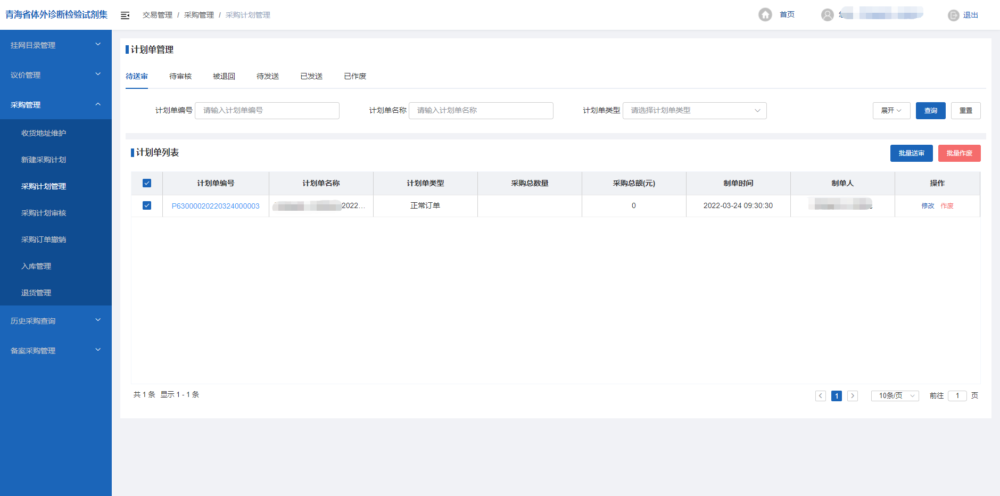 青海省体外诊断检验试剂集
交易管理 / 采购管理 / 采购计划管理
首页
退出
挂网目录管理
议价管理
采购管理
收货地址维护
新建采购计划
采购计划管理
采购计划审核
采购订单撤销
入库管理
退货管理
历史采购查询
备案采购管理
计划单管理
待送审 待审核 被退回 待发送 已发送 已作废
计划单编号 请输入计划单编号 计划单名称 请输入计划单名称 计划单类型 请选择计划单类型 展开 查询 重置
计划单列表 批量送审 批量作废
计划单编号 计划单名称 计划单类型 采购总数量 采购总额(元) 制单时间 制单人 操作
P63000020220324000003 2022... 正常订单 0 2022-03-24 09:30:30 修改 作废
共 1 条 显示 1 - 1 条 1 10条/页 前往 1 页